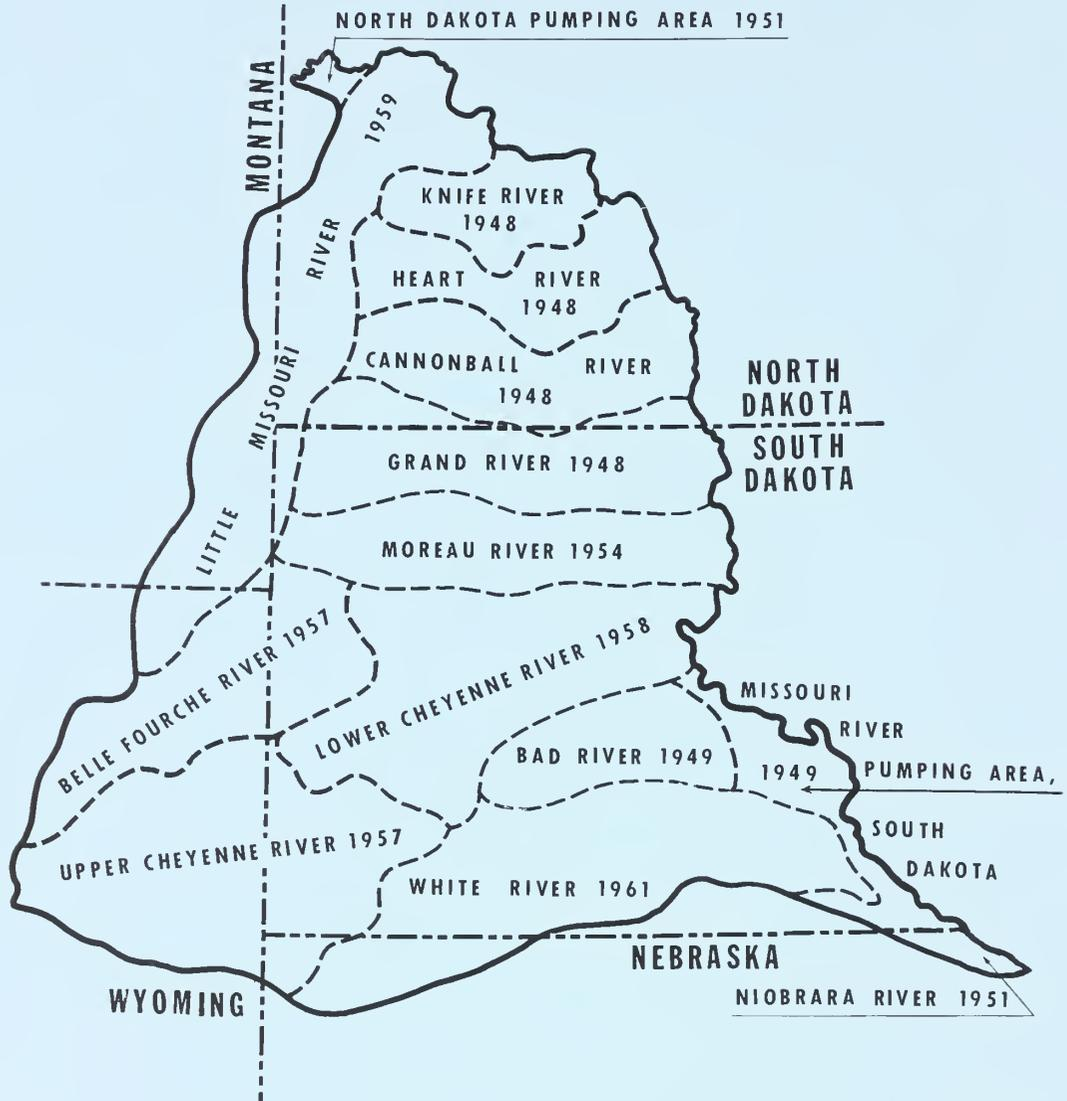 NORTH DAKOTA PUMPING AREA 1951
MONTANA
LITTLE MISSOURI RIVER 1959
KNIFE RIVER
1948
HEART RIVER
1948
CANNONBALL RIVER
1948
NORTH
DAKOTA
SOUTH
DAKOTA
GRAND RIVER 1948
MOREAU RIVER 1954
BELLE FOURCHE RIVER 1957
LOWER CHEYENNE RIVER 1958
MISSOURI
RIVER
BAD RIVER 1949
1949
PUMPING AREA,
SOUTH
DAKOTA
UPPER CHEYENNE RIVER 1957
WHITE RIVER 1961
NEBRASKA
WYOMING
NIOBRARA RIVER 1951